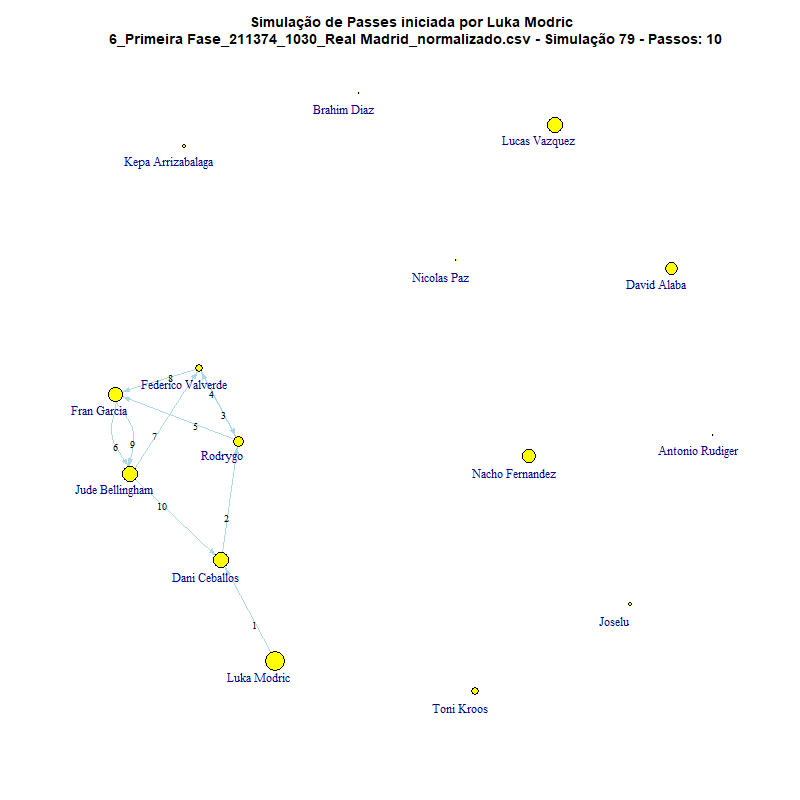 Simulação de Passes iniciada por Luka Modric
6_Primeira Fase_211374_1030_Real Madrid_normalizado.csv - Simulação 79 - Passos: 10
Brahim Diaz
Lucas Vazquez
Kepa Arrizabalaga
Nicolas Paz
David Alaba
8
Federico Valverde
4
Fran Garcia
3
5
7
9
6
Rodrygo
Antonio Rudiger
Nacho Fernandez
Jude Bellingham
10
2
Dani Ceballos
Joselu
1
Luka Modric
Toni Kroos